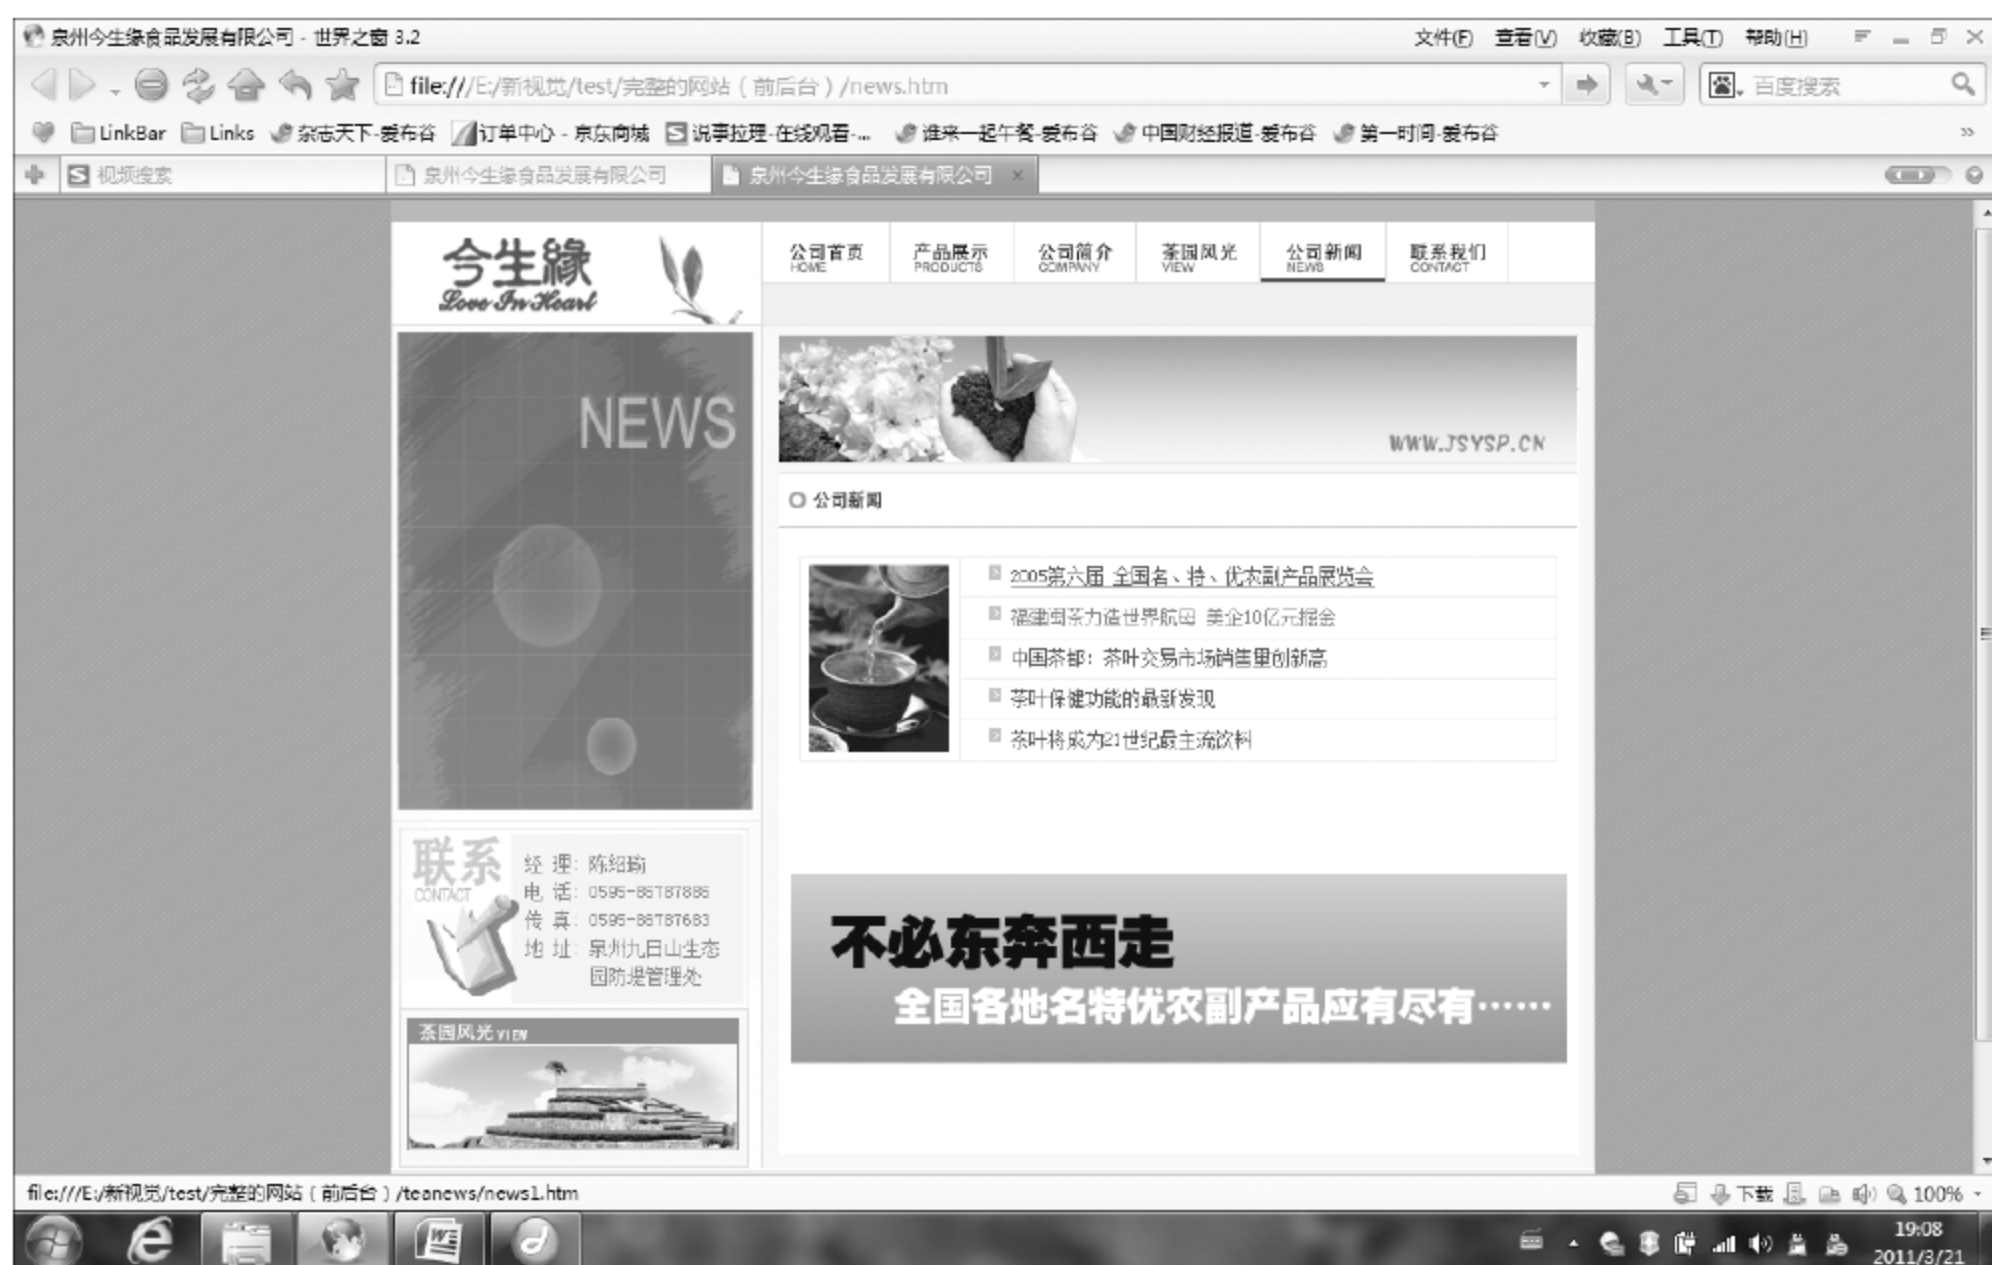 泉州今生缘食品发展有限公司 - 世界之窗 3.2
文件(F) 查看(V) 收藏(B) 工具(T) 帮助(H)
file:///E:/新视觉/test/完整的网站（前后台）/news.htm
百度搜索
LinkBar Links 杂志天下-爱布谷 订单中心 - 京东商城 说事拉理-在线观看-... 谁来一起午餐-爱布谷 中国财经报道-爱布谷 第一时间-爱布谷
视频搜索 泉州今生缘食品发展有限公司 泉州今生缘食品发展有限公司
今生緣
Love In Heart
公司首页 产品展示 公司简介 茶园风光 公司新闻 联系我们
HOME PRODUCTS COMPANY VIEW NEWS CONTACT
NEWS
WWW.JSYSP.CN
公司新闻
2005第六届 全国名、特、优农副产品展览会
福建闽茶力造世界航母 美企10亿元掘金
中国茶都：茶叶交易市场销售量创新高
茶叶保健功能的最新发现
茶叶将成为21世纪最主流饮料
联系
CONTACT
经 理：陈绍瑜
电 话：0595-86787886
传 真：0595-86787683
地 址：泉州九日山生态
园防堤管理处
不必东奔西走
全国各地名特优农副产品应有尽有……
茶园风光 VIEW
file:///E:/新视觉/test/完整的网站（前后台）/teanews/news1.htm
下载 100%
19:08
2011/3/21